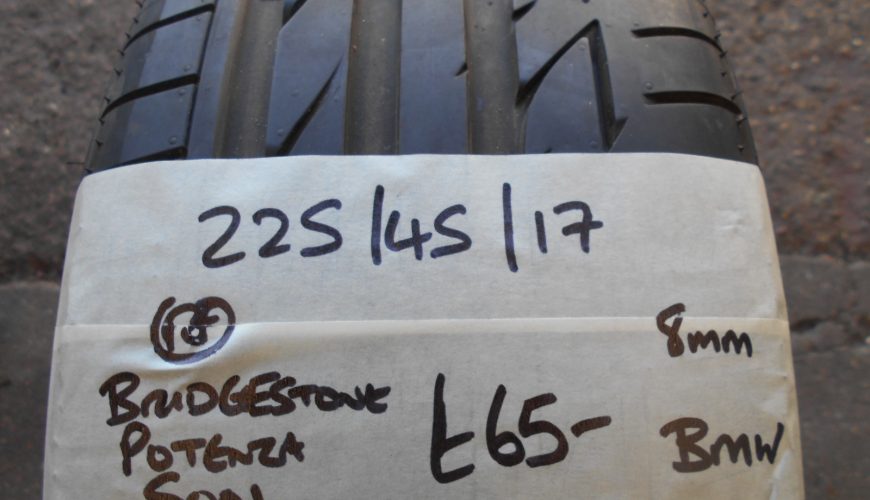 225/45/17
8mm
BRIDGESTONE
POTENZA
£65-
BMW